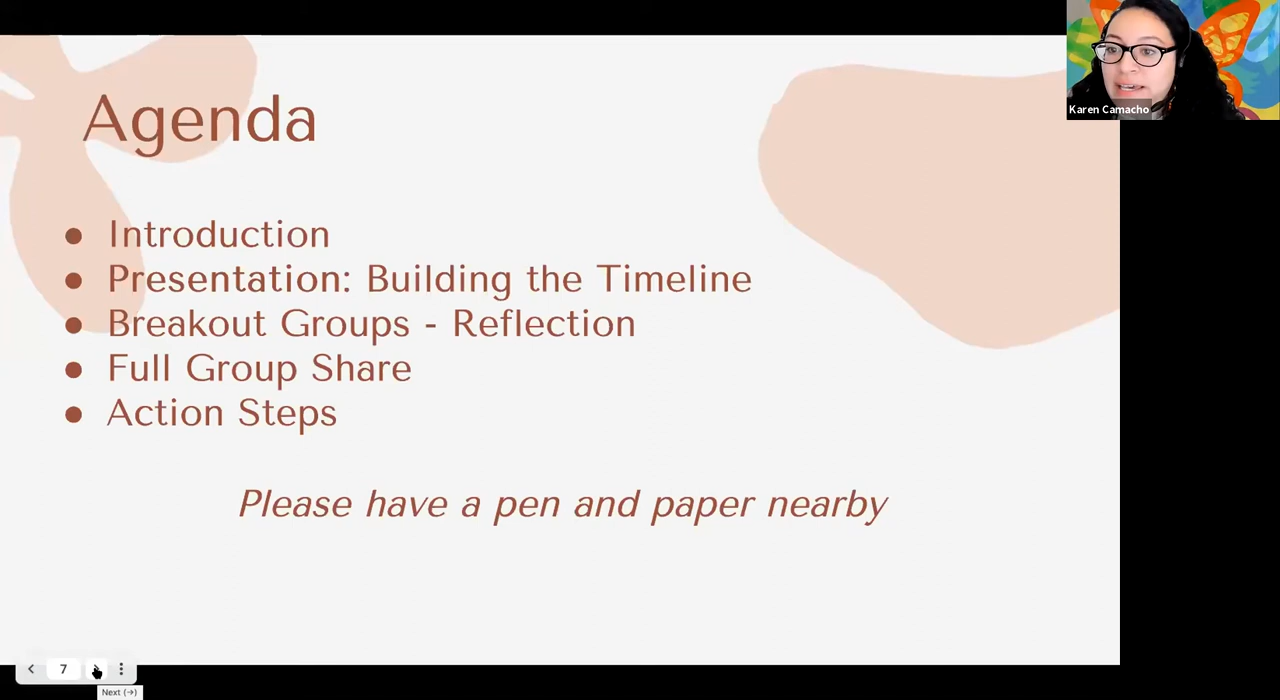 Karen Camacho
Agenda
● Introduction
● Presentation: Building the Timeline
● Breakout Groups - Reflection
● Full Group Share
● Action Steps
Please have a pen and paper nearby
7
Next (→)